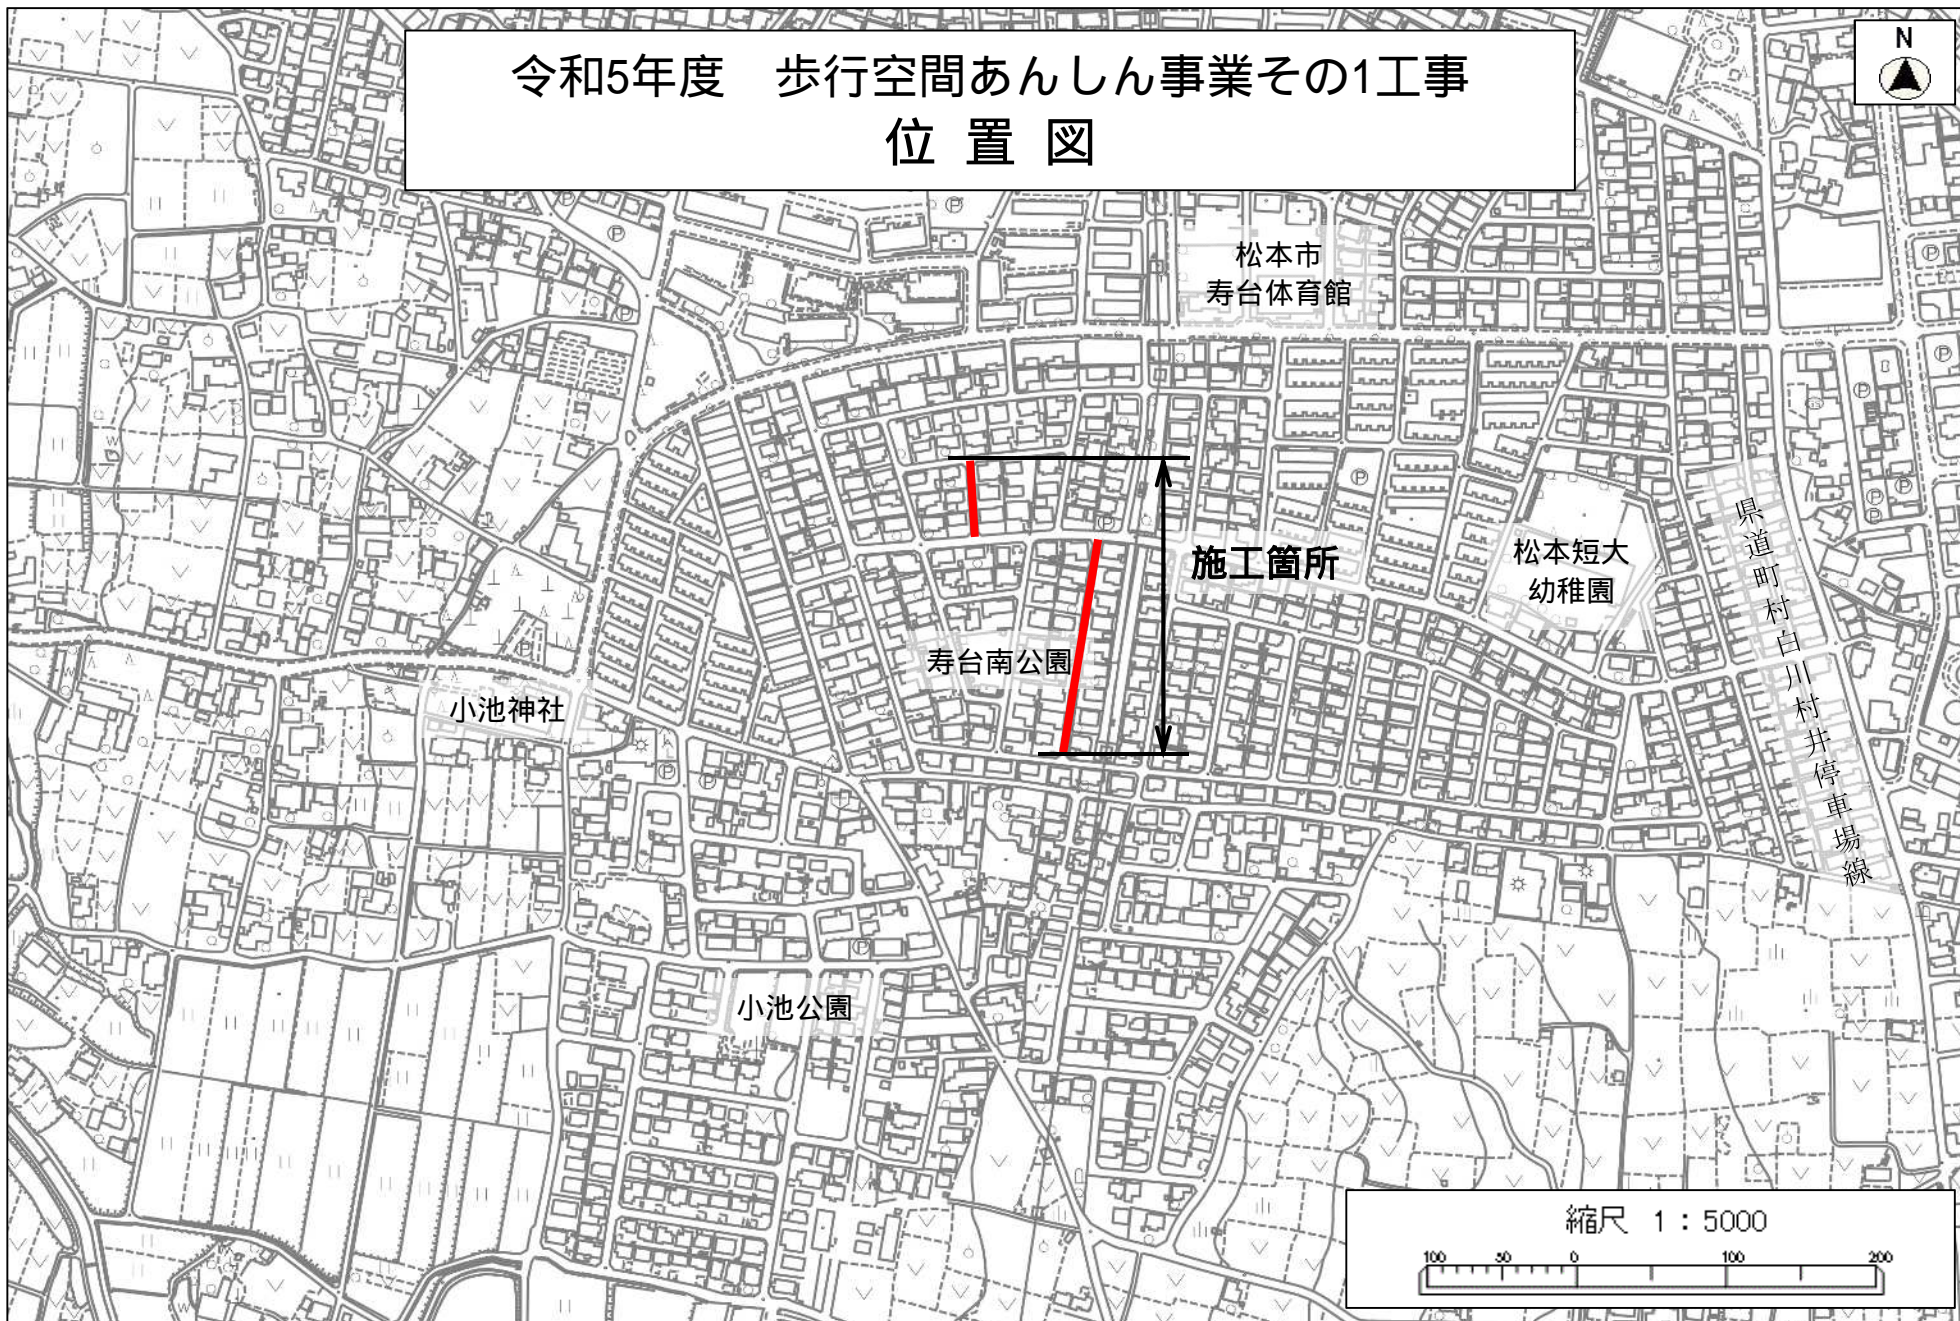 令和5年度　歩行空間あんしん事業その1工事
位 置 図
N
松本市
寿台体育館
施工箇所
松本短大
幼稚園
県道町村白川村井停車場線
寿台南公園
小池神社
小池公園
縮尺 1：5000
100 50 0 100 200